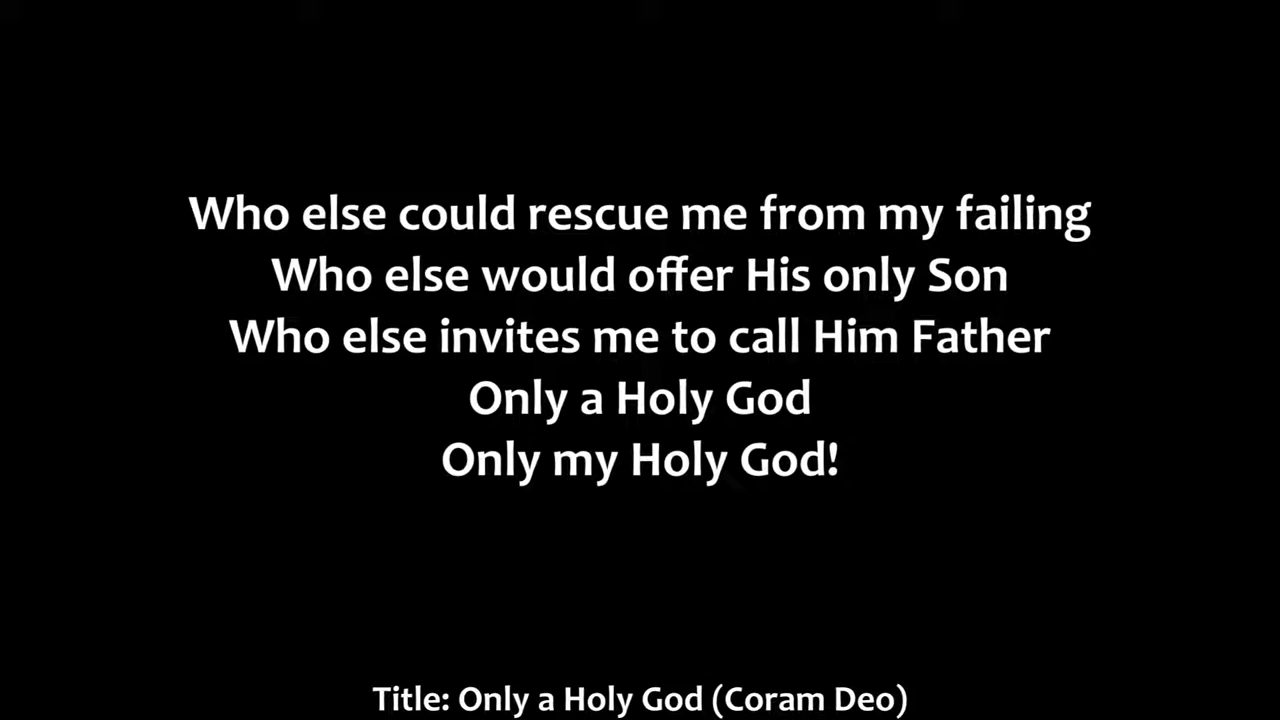 Who else could rescue me from my failing
Who else would offer His only Son
Who else invites me to call Him Father
Only a Holy God
Only my Holy God!
Title: Only a Holy God (Coram Deo)